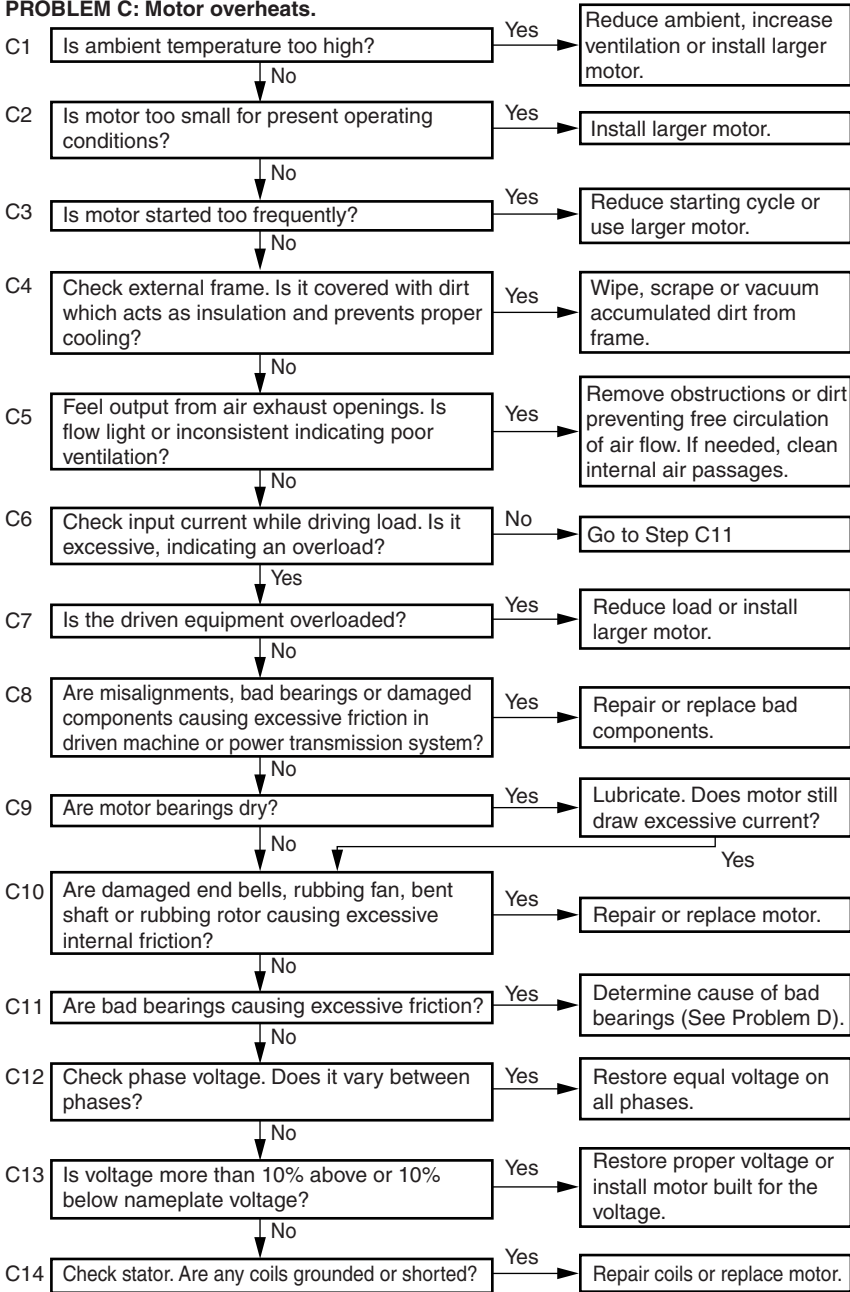 PROBLEM C: Motor overheats.
C1
Is ambient temperature too high?
Yes
Reduce ambient, increase
ventilation or install larger
motor.
No
C2
Is motor too small for present operating
conditions?
Yes
Install larger motor.
No
C3
Is motor started too frequently?
Yes
Reduce starting cycle or
use larger motor.
No
C4
Check external frame. Is it covered with dirt
which acts as insulation and prevents proper
cooling?
Yes
Wipe, scrape or vacuum
accumulated dirt from
frame.
No
C5
Feel output from air exhaust openings. Is
flow light or inconsistent indicating poor
ventilation?
Yes
Remove obstructions or dirt
preventing free circulation
of air flow. If needed, clean
internal air passages.
No
C6
Check input current while driving load. Is it
excessive, indicating an overload?
No
Go to Step C11
Yes
C7
Is the driven equipment overloaded?
Yes
Reduce load or install
larger motor.
No
C8
Are misalignments, bad bearings or damaged
components causing excessive friction in
driven machine or power transmission system?
Yes
Repair or replace bad
components.
No
C9
Are motor bearings dry?
Yes
Lubricate. Does motor still
draw excessive current?
No
Yes
C10
Are damaged end bells, rubbing fan, bent
shaft or rubbing rotor causing excessive
internal friction?
Yes
Repair or replace motor.
No
C11
Are bad bearings causing excessive friction?
Yes
Determine cause of bad
bearings (See Problem D).
No
C12
Check phase voltage. Does it vary between
phases?
Yes
Restore equal voltage on
all phases.
No
C13
Is voltage more than 10% above or 10%
below nameplate voltage?
Yes
Restore proper voltage or
install motor built for the
voltage.
No
C14
Check stator. Are any coils grounded or shorted?
Yes
Repair coils or replace motor.